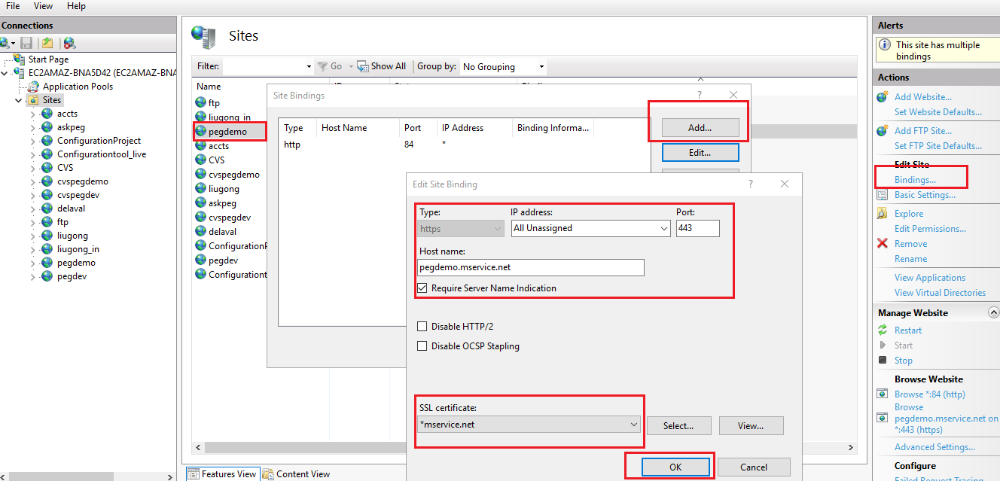 File View Help
Connections
Start Page
EC2AMAZ-BNA5D42 (EC2AMAZ-BNA
Application Pools
Sites
accts
askpeg
ConfigurationProject
Configurationtool_live
CVS
cvspegdemo
cvspegdev
delaval
ftp
liugong
liugong_in
pegdemo
pegdev
Sites
Filter: Go Show All Group by: No Grouping
Name
ftp
liugong_in
pegdemo
accts
CVS
cvspegdemo
liugong
askpeg
cvspegdev
delaval
ConfigurationP
pegdev
Configurationt
Features View Content View
Site Bindings ?
Type Host Name Port IP Address Binding Informa...
http 84 *
Add...
Edit...
Edit Site Binding ?
Type: IP address: Port:
https All Unassigned 443
Host name:
pegdemo.mservice.net
Require Server Name Indication
Disable HTTP/2
Disable OCSP Stapling
SSL certificate:
*mservice.net Select... View...
OK Cancel
Alerts
This site has multiple
bindings
Actions
Add Website...
Set Website Defaults...
Add FTP Site...
Set FTP Site Defaults...
Edit Site
Bindings...
Basic Settings...
Explore
Edit Permissions...
Remove
Rename
View Applications
View Virtual Directories
Manage Website
Restart
Start
Stop
Browse Website
Browse *:84 (http)
Browse
pegdemo.mservice.net on
*:443 (https)
Advanced Settings...
Configure
Failed Request Tracing